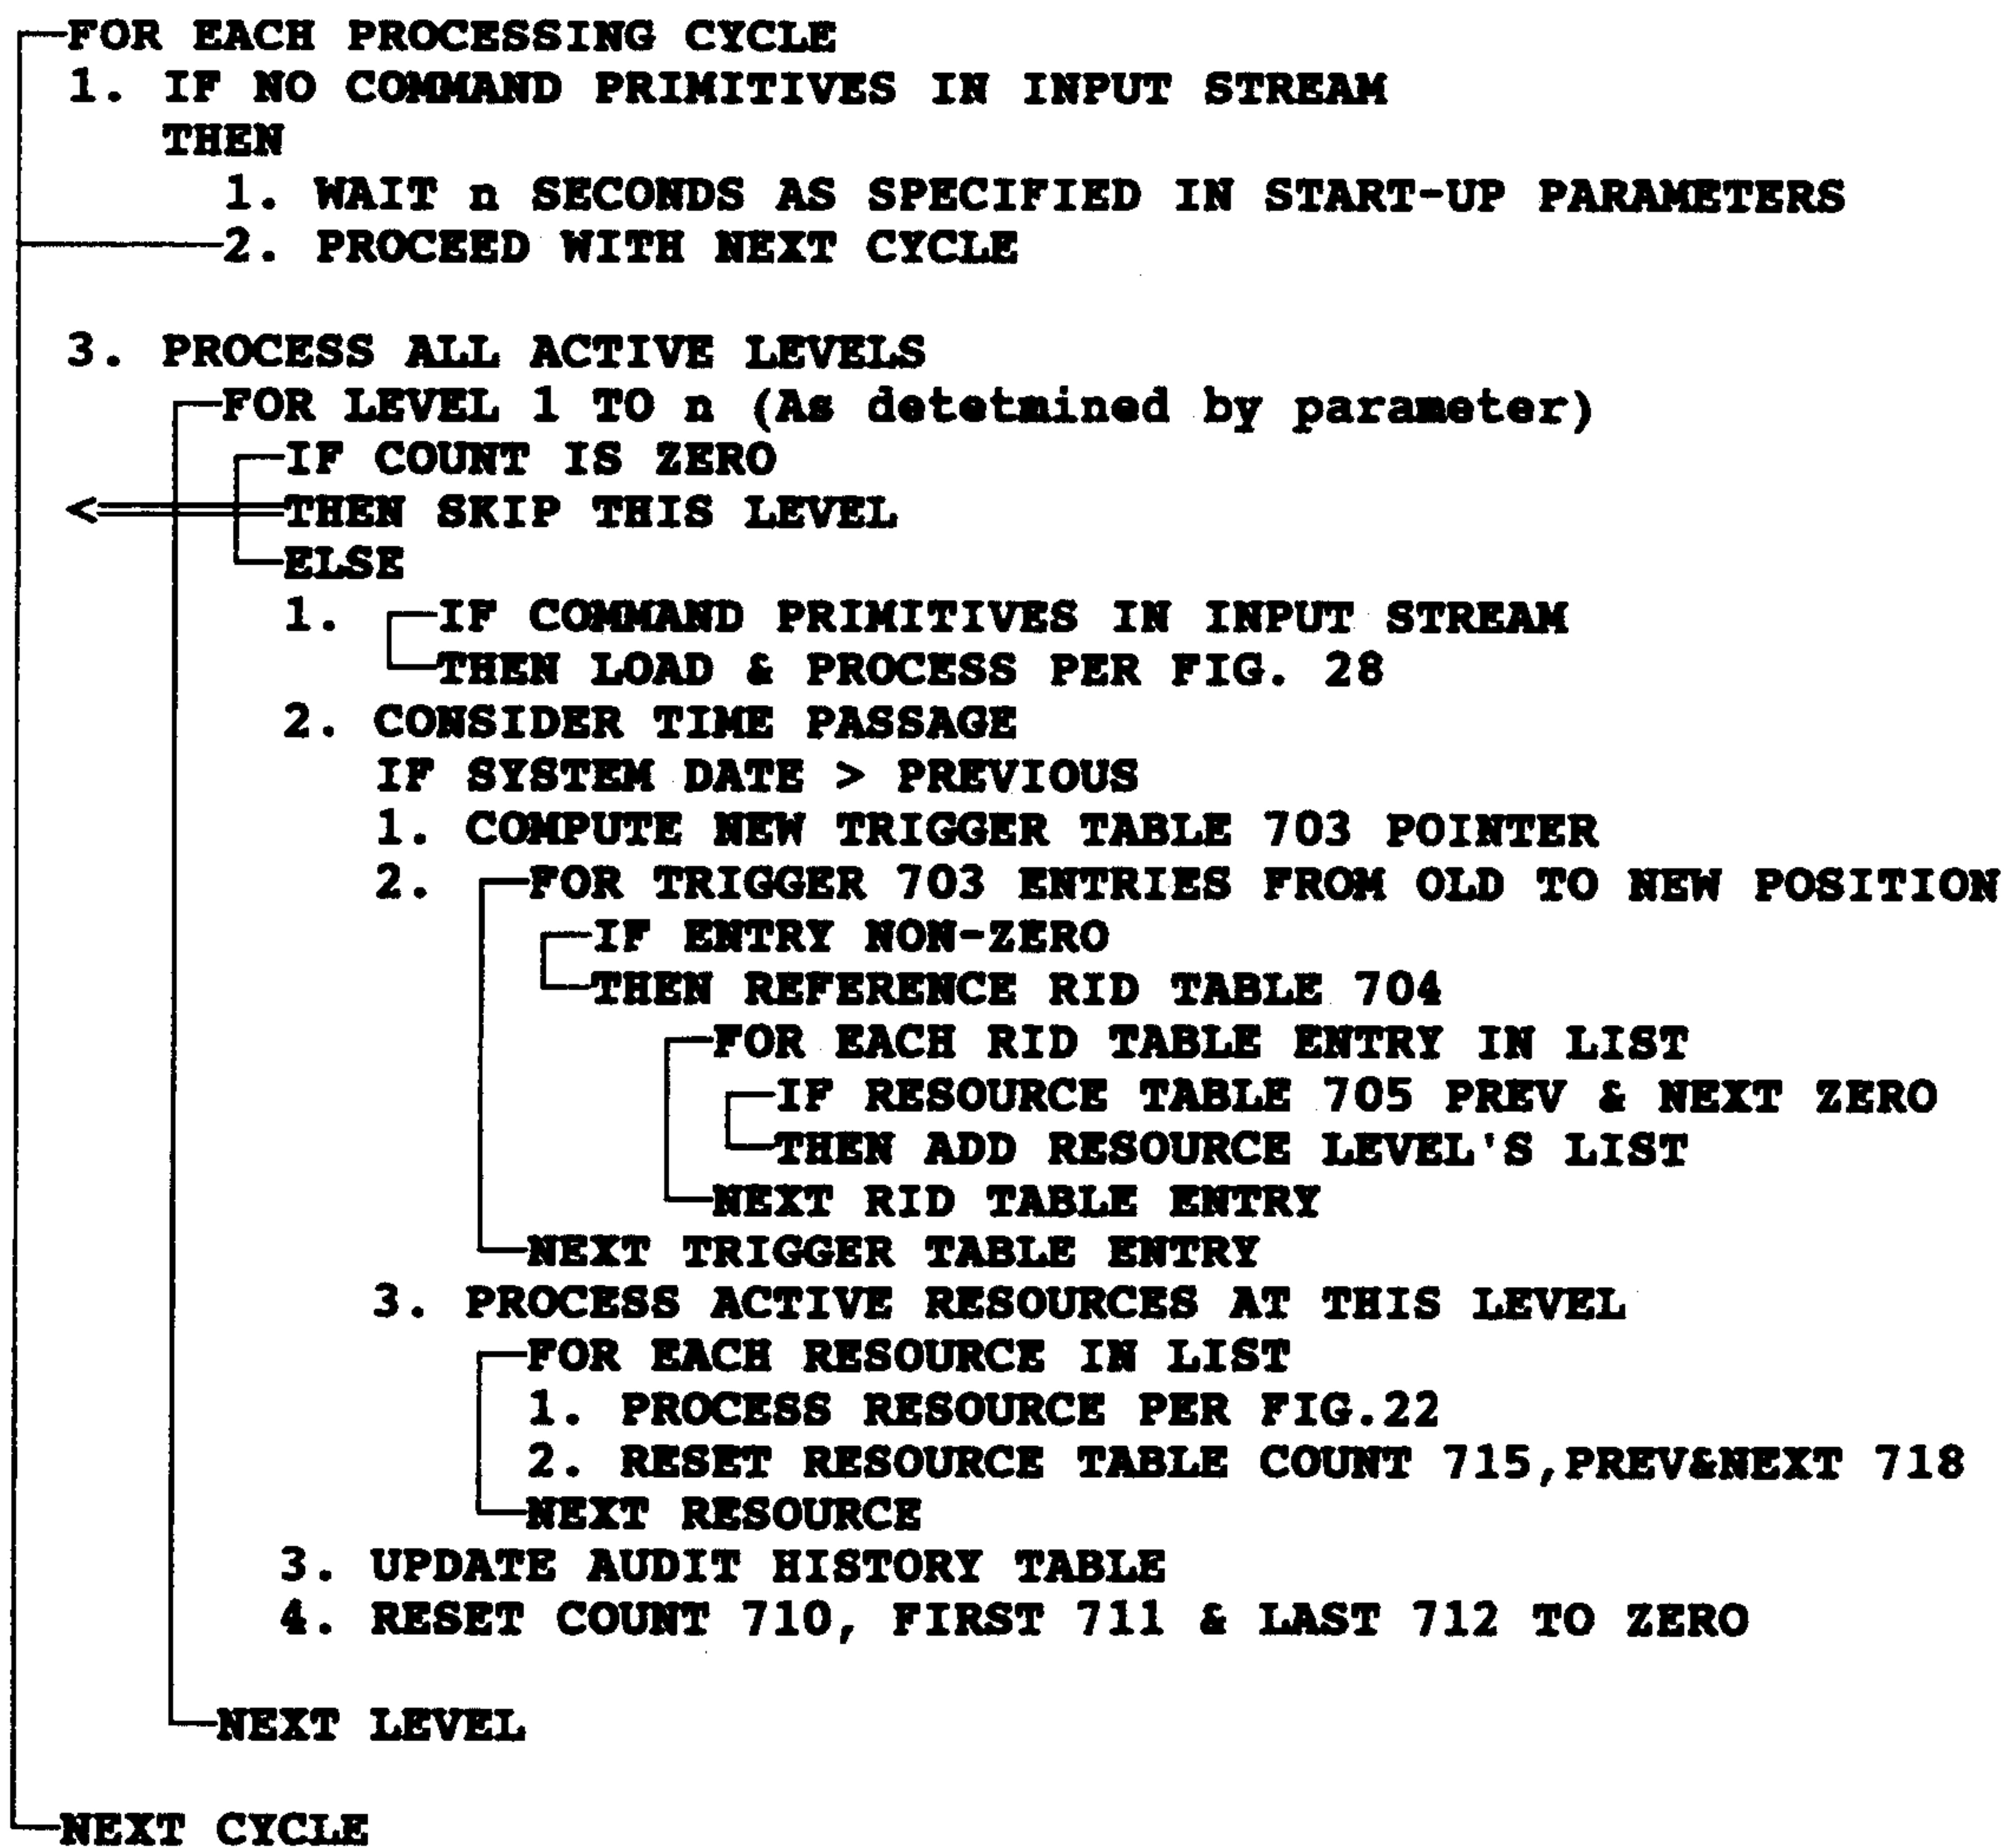 FOR EACH PROCESSING CYCLE
1. IF NO COMMAND PRIMITIVES IN INPUT STREAM
THEN
1. WAIT n SECONDS AS SPECIFIED IN START-UP PARAMETERS
2. PROCEED WITH NEXT CYCLE
3. PROCESS ALL ACTIVE LEVELS
FOR LEVEL 1 TO n (As detetmined by parameter)
IF COUNT IS ZERO
THEN SKIP THIS LEVEL
ELSE
1. IF COMMAND PRIMITIVES IN INPUT STREAM
THEN LOAD & PROCESS PER FIG. 28
2. CONSIDER TIME PASSAGE
IF SYSTEM DATE > PREVIOUS
1. COMPUTE NEW TRIGGER TABLE 703 POINTER
2. FOR TRIGGER 703 ENTRIES FROM OLD TO NEW POSITION
IF ENTRY NON-ZERO
THEN REFERENCE RID TABLE 704
FOR EACH RID TABLE ENTRY IN LIST
IF RESOURCE TABLE 705 PREV & NEXT ZERO
THEN ADD RESOURCE LEVEL'S LIST
NEXT RID TABLE ENTRY
NEXT TRIGGER TABLE ENTRY
3. PROCESS ACTIVE RESOURCES AT THIS LEVEL
FOR EACH RESOURCE IN LIST
1. PROCESS RESOURCE PER FIG.22
2. RESET RESOURCE TABLE COUNT 715,PREV&NEXT 718
NEXT RESOURCE
3. UPDATE AUDIT HISTORY TABLE
4. RESET COUNT 710, FIRST 711 & LAST 712 TO ZERO
NEXT LEVEL
NEXT CYCLE